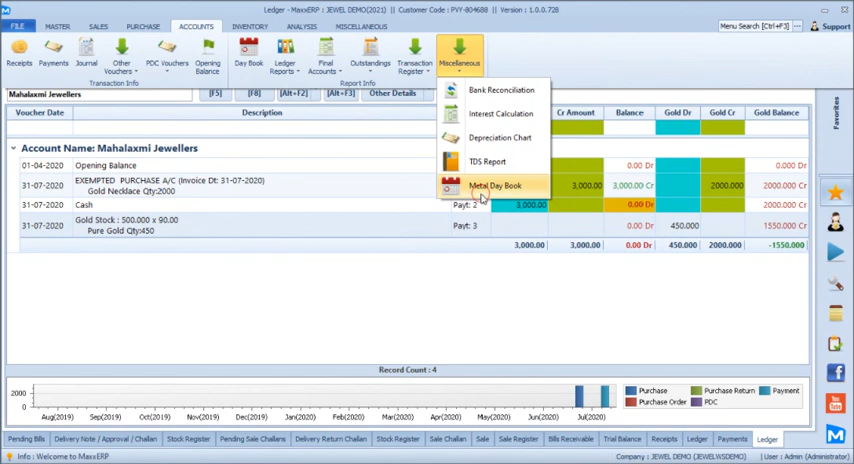 Ledger - MaxxERP : JEWEL DEMO(2021) || Customer Code : PVY-804688 || Version : 1.0.0.728
FILE MASTER SALES PURCHASE ACCOUNTS INVENTORY ANALYSIS MISCELLANEOUS Menu Search [Ctrl+F3] Support
Receipts Payments Journal Other Vouchers PDC Vouchers Opening Balance Day Book Ledger Reports Final Accounts Outstandings Transaction Register Miscellaneous
Transaction Info Report Info
Mahalaxmi Jewellers [F5] [F8] [Alt+F2] [Alt+F3] Other Details
Bank Reconciliation
Interest Calculation
Depreciation Chart
TDS Report
Metal Day Book
Favorites
Voucher Date Description Cr Amount Balance Gold Dr Gold Cr Gold Balance
Account Name: Mahalaxmi Jewellers
01-04-2020 Opening Balance 0.00 Dr 0.000 Dr
31-07-2020 EXEMPTED PURCHASE A/C (Invoice Dt: 31-07-2020) 3,000.00 3,000.00 Cr 2000.000 2000.000 Cr
Gold Necklace Qty:2000
31-07-2020 Cash Payt: 2 3,000.00 0.00 Dr 2000.000 Cr
31-07-2020 Gold Stock : 500.000 x 90.00 Payt: 3 450.000 1550.000 Cr
Pure Gold Qty:450
3,000.00 3,000.00 0.00 Dr 450.000 2000.000 -1550.000
Record Count : 4
2000
0
Aug(2019) Sep(2019) Oct(2019) Nov(2019) Dec(2019) Jan(2020) Feb(2020) Mar(2020) Apr(2020) May(2020) Jun(2020) Jul(2020)
Purchase Purchase Return Payment
Purchase Order PDC
Pending Bills Delivery Note / Approval / Challan Stock Register Pending Sale Challans Delivery Return Challan Stock Register Sale Challan Sale Sale Register Bills Receivable Trial Balance Receipts Ledger Payments Ledger
Info : Welcome to MaxxERP Company : JEWEL DEMO (JEWELWSDEMO) User : Admin (Administrator)